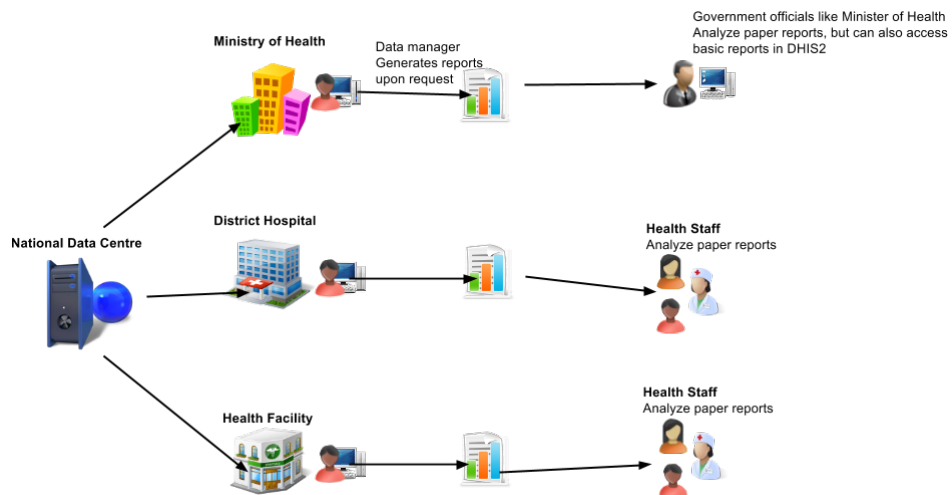 Government officials like Minister of Health
Analyze paper reports, but can also access
basic reports in DHIS2
Ministry of Health
Data manager
Generates reports
upon request
District Hospital
National Data Centre
Health Staff
Analyze paper reports
Health Staff
Analyze paper reports
Health Facility